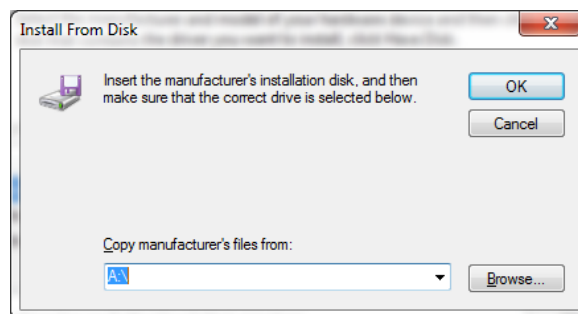 Install From Disk
Insert the manufacturer's installation disk, and then
make sure that the correct drive is selected below.
OK
Cancel
Copy manufacturer's files from:
A:\
Browse...